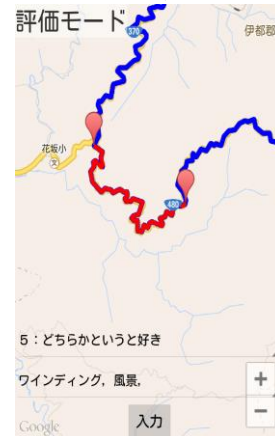 評価モード
370
伊都郡
花坂小
文
480
5：どちらかというと好き
ワインディング，風景，
+
−
Google
入力